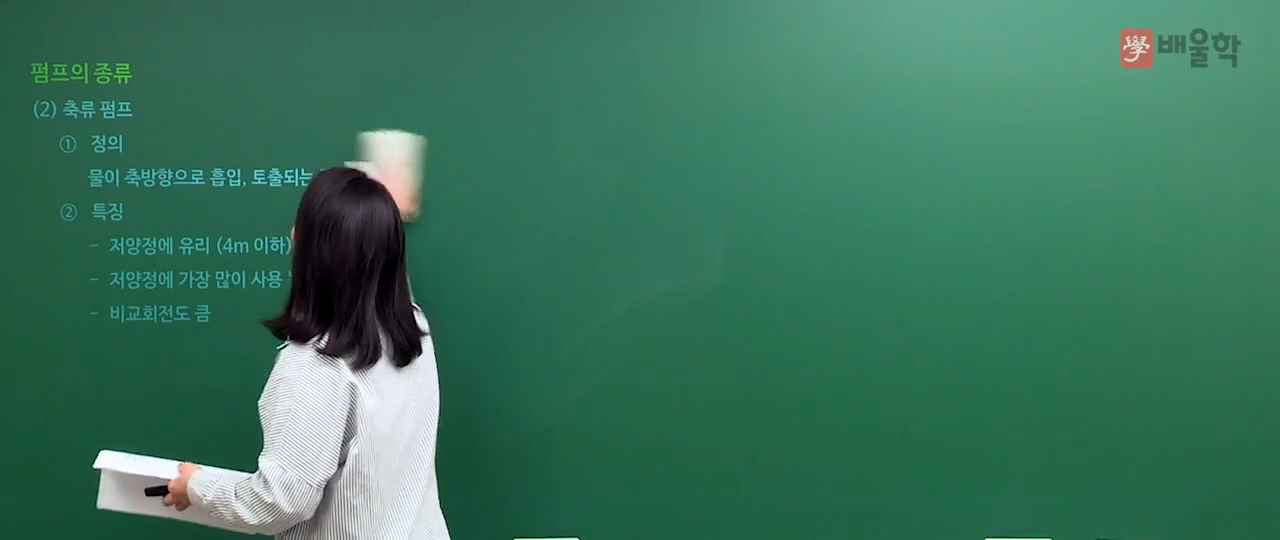 學 배울학
펌프의 종류
(2) 축류 펌프
① 정의
물이 축방향으로 흡입, 토출되는
② 특징
- 저양정에 유리 (4m 이하)
- 저양정에 가장 많이 사용
- 비교회전도 큼